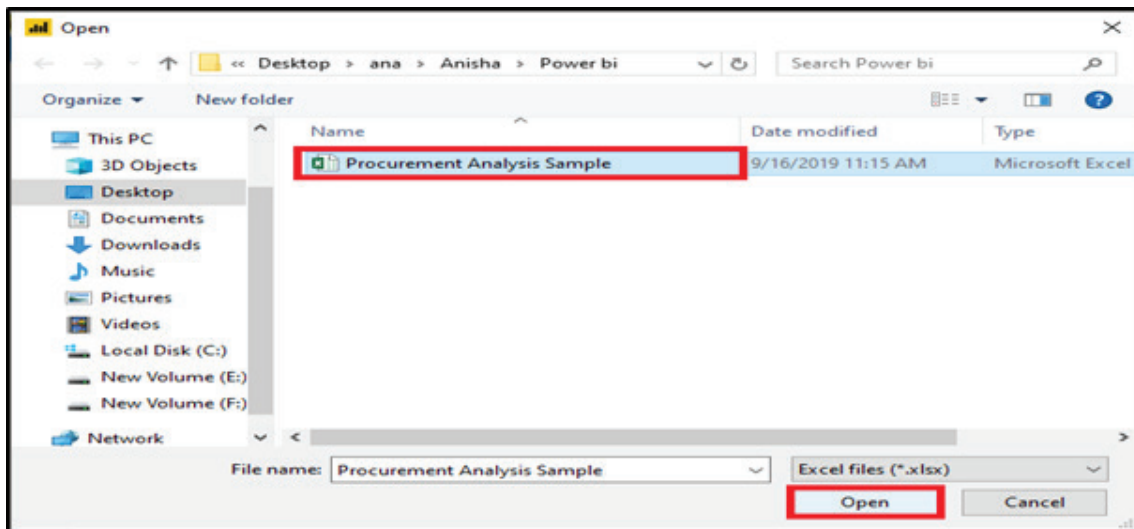 Open
« Desktop > ana > Anisha > Power bi
Search Power bi
Organize
New folder
Name
Date modified
Type
This PC
3D Objects
Desktop
Documents
Downloads
Music
Pictures
Videos
Local Disk (C:)
New Volume (E:)
New Volume (F:)
Network
Procurement Analysis Sample
9/16/2019 11:15 AM
Microsoft Excel
File name:
Procurement Analysis Sample
Excel files (*.xlsx)
Open
Cancel